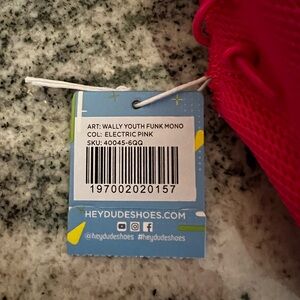 ART: WALLY YOUTH FUNK MONO
COL: ELECTRIC PINK
SKU: 40045-6QQ
197002020157
HEYDUDESHOES.COM
@heydudeshoes #heydudeshoes